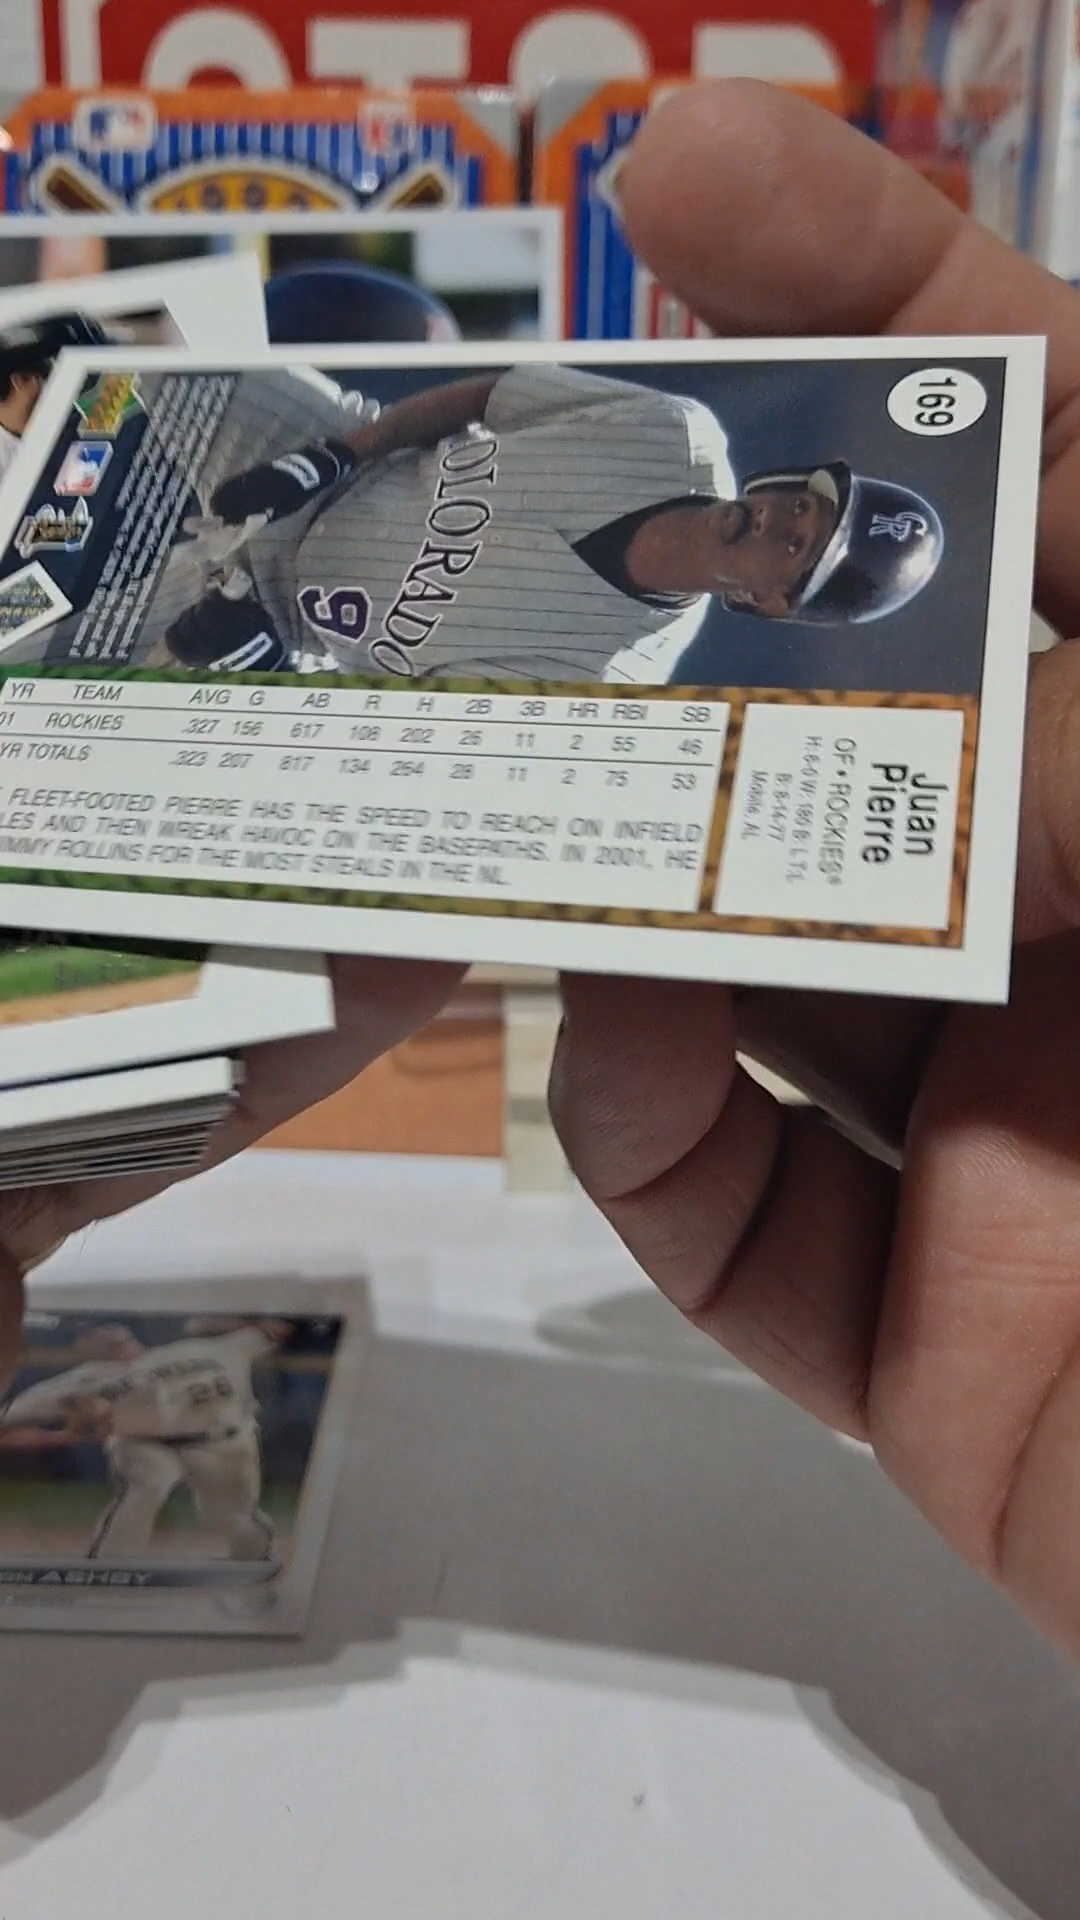 169
COLORADO
9
CR
YR TEAM AVG G AB R H 2B 3B HR RBI SB
01 ROCKIES .327 156 617 108 202 26 11 2 55 46
YR TOTALS .323 207 817 134 264 28 11 2 75 53
FLEET-FOOTED PIERRE HAS THE SPEED TO REACH ON INFIELD
LES AND THEN WREAK HAVOC ON THE BASEPATHS. IN 2001, HE
IMMY ROLLINS FOR THE MOST STEALS IN THE NL.
Juan
Pierre
OF • ROCKIES®
H: 6-0 W: 180 B: L T: L
B: 8-14-77
Mobile, AL
26
ON ASHBY